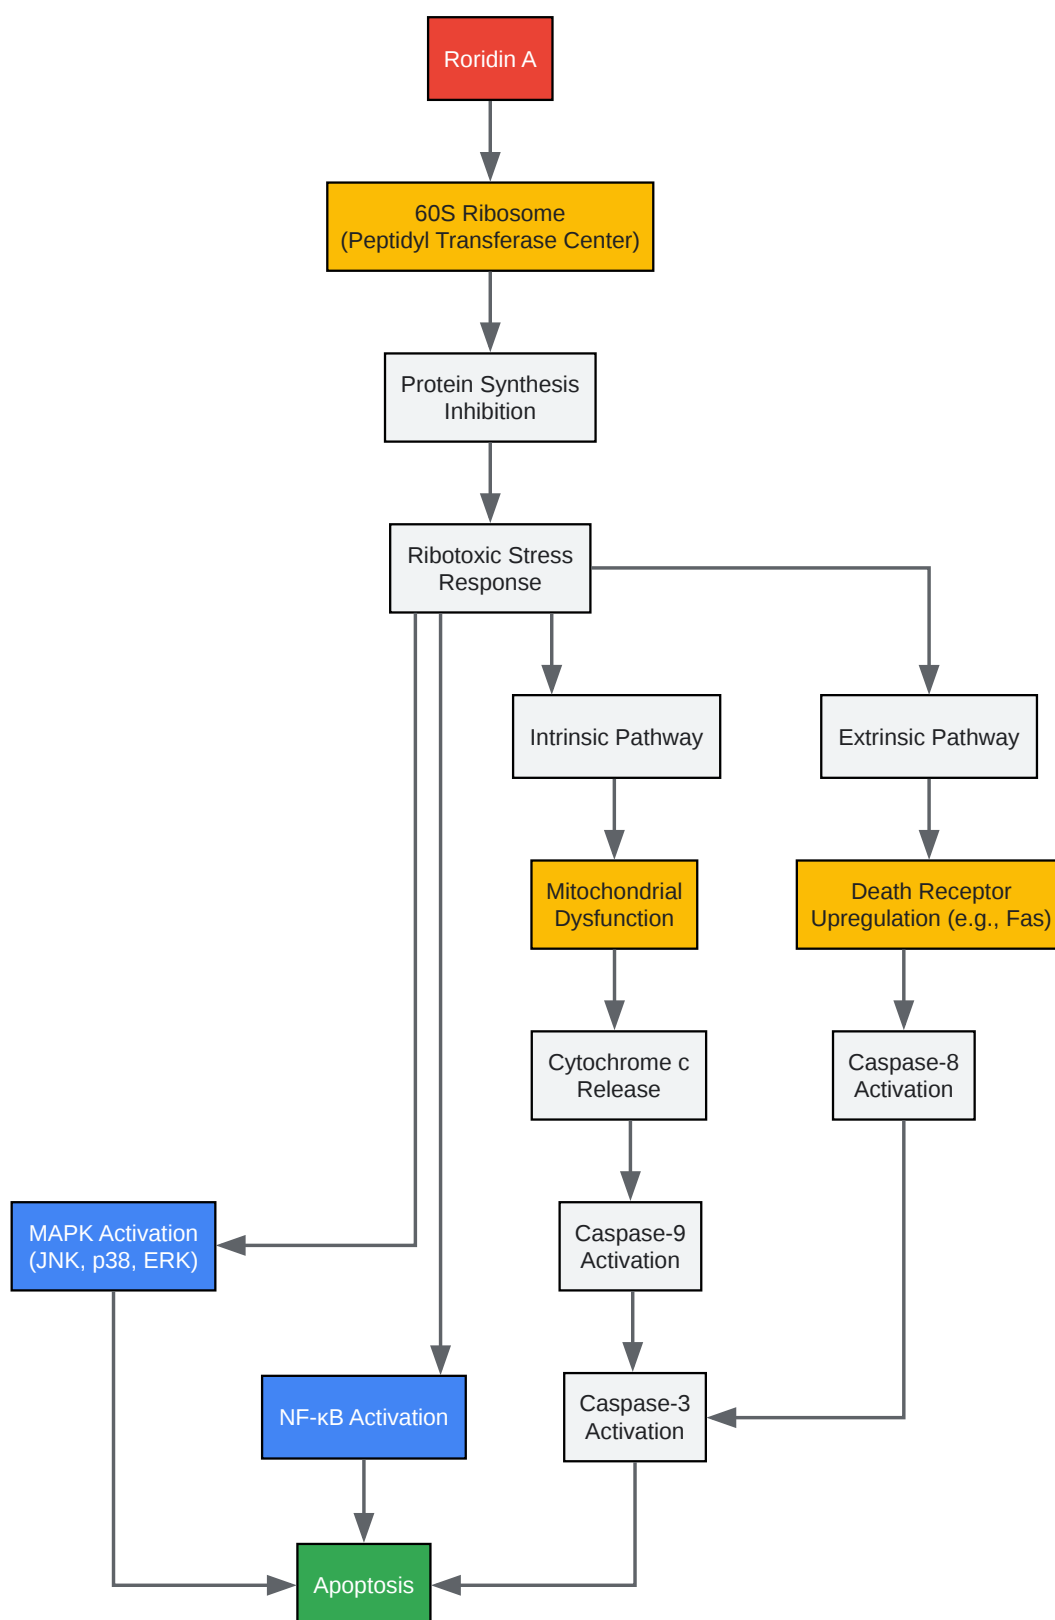 Roridin A
60S Ribosome
(Peptidyl Transferase Center)
Protein Synthesis
Inhibition
Ribotoxic Stress
Response
Intrinsic Pathway
Extrinsic Pathway
Mitochondrial
Dysfunction
Death Receptor
Upregulation (e.g., Fas)
Cytochrome c
Release
Caspase-8
Activation
MAPK Activation
(JNK, p38, ERK)
Caspase-9
Activation
NF-κB Activation
Caspase-3
Activation
Apoptosis